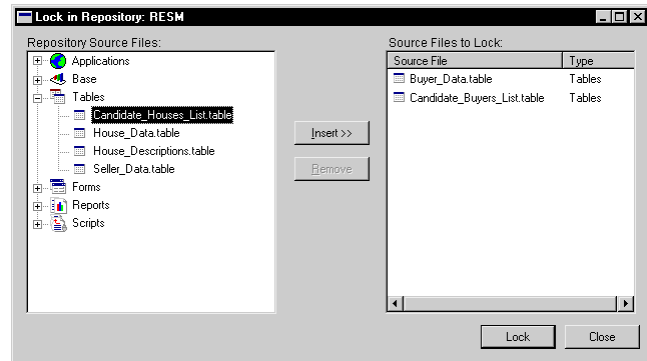 Lock in Repository: RESM
Repository Source Files:
Applications
Base
Tables
Candidate_Houses_List.table
House_Data.table
House_Descriptions.table
Seller_Data.table
Forms
Reports
Scripts
Insert >>
Remove
Source Files to Lock:
Source File Type
Buyer_Data.table Tables
Candidate_Buyers_List.table Tables
Lock Close